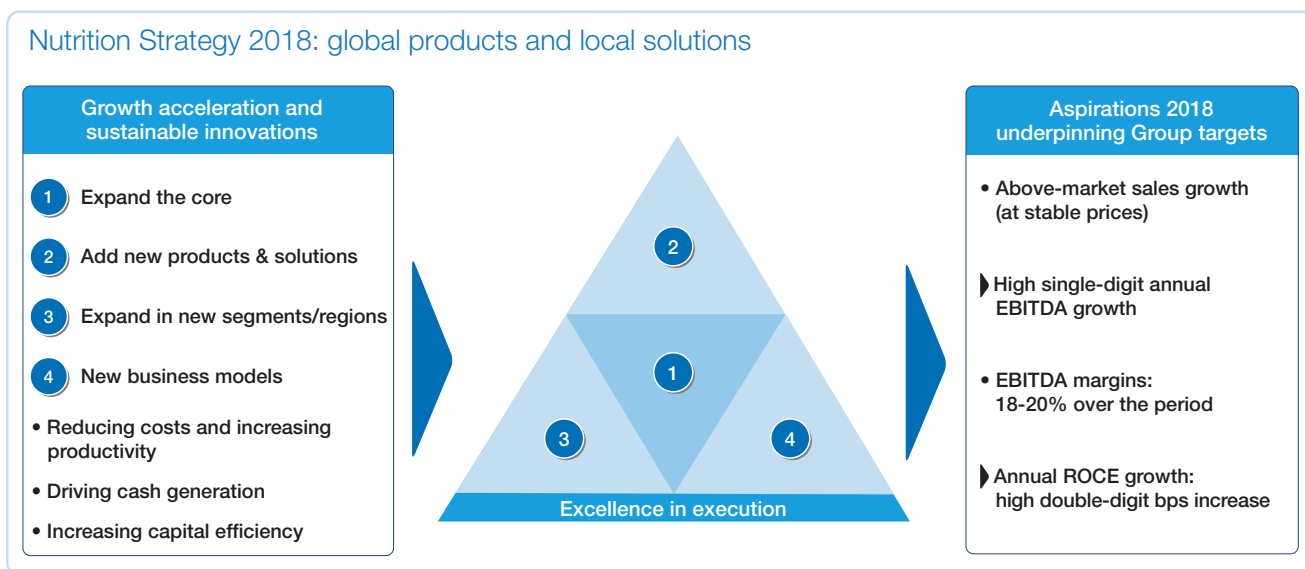 Nutrition Strategy 2018: global products and local solutions
Growth acceleration and
sustainable innovations
1 Expand the core
2 Add new products & solutions
3 Expand in new segments/regions
4 New business models
• Reducing costs and increasing
productivity
• Driving cash generation
• Increasing capital efficiency
2
1
3
4
Excellence in execution
Aspirations 2018
underpinning Group targets
• Above-market sales growth
(at stable prices)
High single-digit annual
EBITDA growth
• EBITDA margins:
18-20% over the period
Annual ROCE growth:
high double-digit bps increase